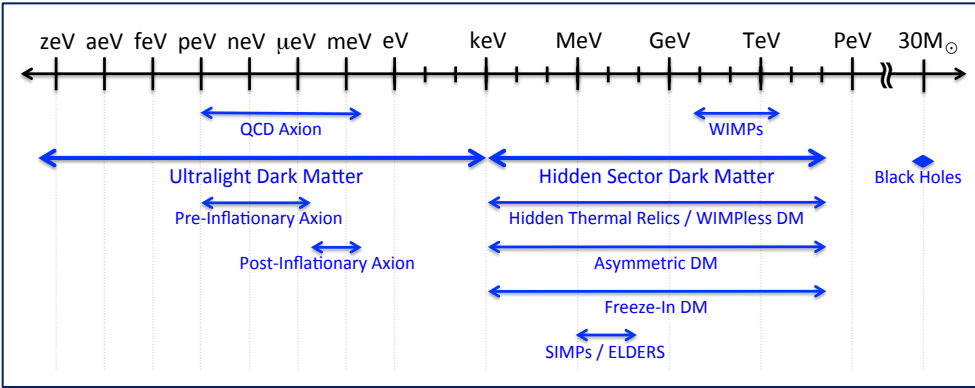 zeV aeV feV peV neV μeV meV eV keV MeV GeV TeV PeV 30M☉
QCD Axion WIMPs
Ultralight Dark Matter Hidden Sector Dark Matter Black Holes
Pre-Inflationary Axion Hidden Thermal Relics / WIMPless DM
Post-Inflationary Axion Asymmetric DM
Freeze-In DM
SIMPs / ELDERS